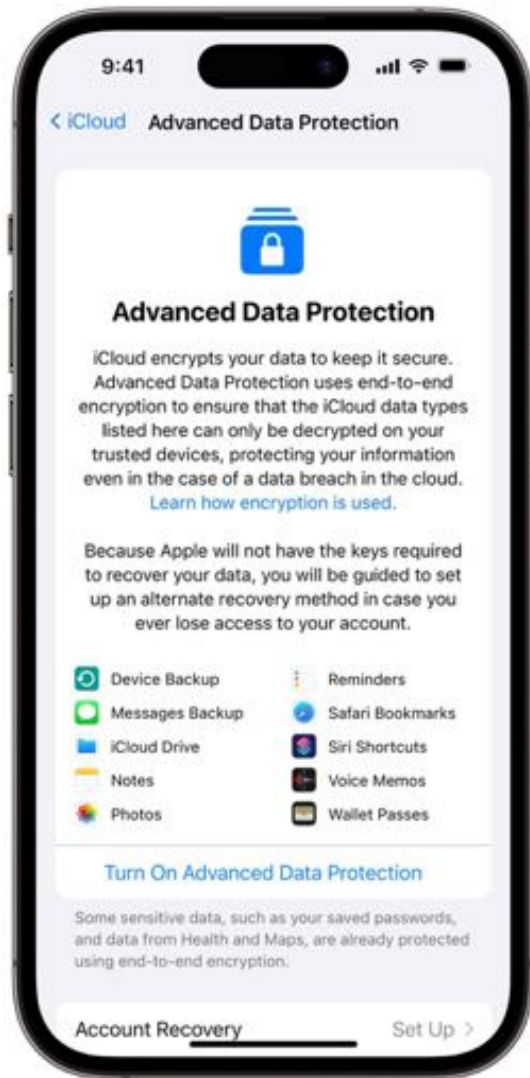 9:41
iCloud Advanced Data Protection
Advanced Data Protection
iCloud encrypts your data to keep it secure.
Advanced Data Protection uses end-to-end
encryption to ensure that the iCloud data types
listed here can only be decrypted on your
trusted devices, protecting your information
even in the case of a data breach in the cloud.
Learn how encryption is used.
Because Apple will not have the keys required
to recover your data, you will be guided to set
up an alternate recovery method in case you
ever lose access to your account.
Device Backup
Messages Backup
iCloud Drive
Notes
Photos
Reminders
Safari Bookmarks
Siri Shortcuts
Voice Memos
Wallet Passes
Turn On Advanced Data Protection
Some sensitive data, such as your saved passwords,
and data from Health and Maps, are already protected
using end-to-end encryption.
Account Recovery Set Up